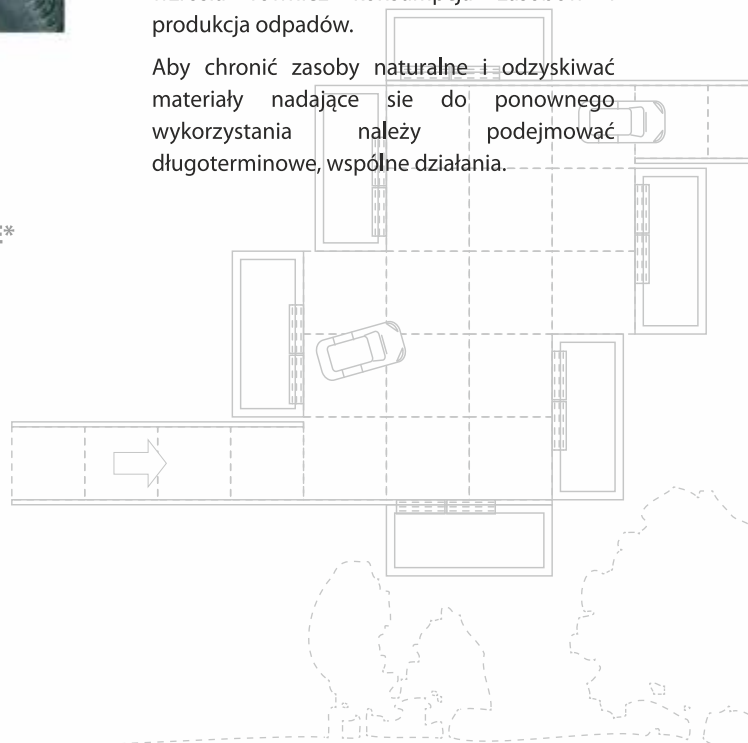 produkcja odpadów.
Aby chronić zasoby naturalne i odzyskiwać
materiały nadające sie do ponownego
wykorzystania należy podejmować
długoterminowe, wspólne działania.